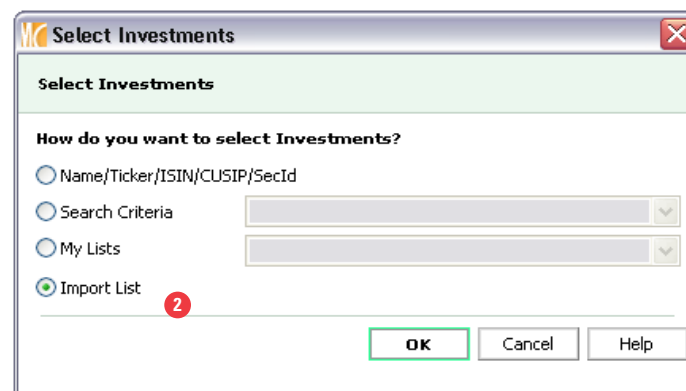 Select Investments
Select Investments
How do you want to select Investments?
Name/Ticker/ISIN/CUSIP/SecId
Search Criteria
My Lists
Import List
2
OK Cancel Help